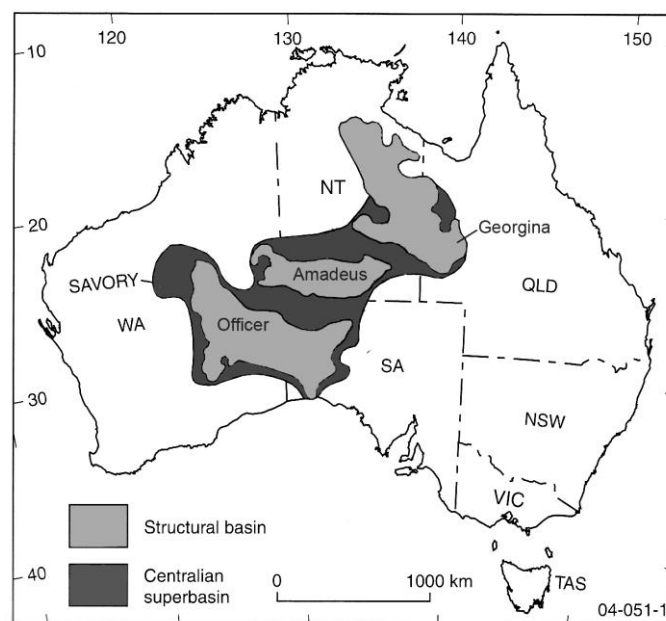 120
130
140
150
10
20
30
40
NT
Georgina
Amadeus
SAVORY
WA
Officer
QLD
SA
NSW
VIC
TAS
Structural basin
Centralian
superbasin
0
1000 km
04-051-1